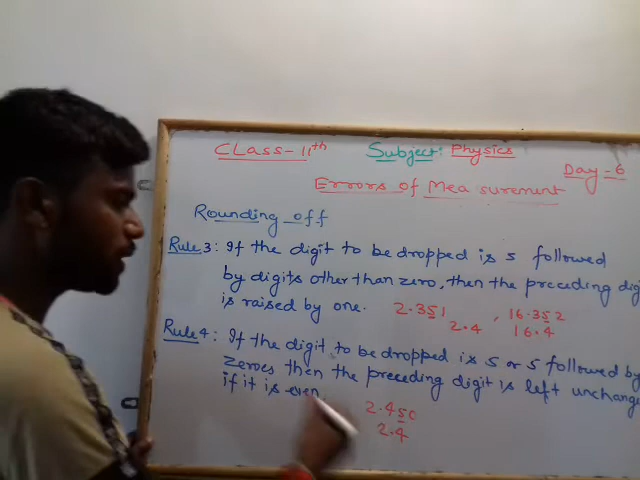 CLass-11th Subject: Physics
Day-6
Errors of Mea surement
Rounding off
Rule 3: If the digit to be dropped is 5 followed
by digits other than zero, then the preceding dig
is raised by one. 2.351 , 16.352
2.4 16.4
Rule 4: If the digit to be dropped is 5 or 5 followed by
zeroes then the preceding digit is left unchange
if it is even.
2.450
2.4